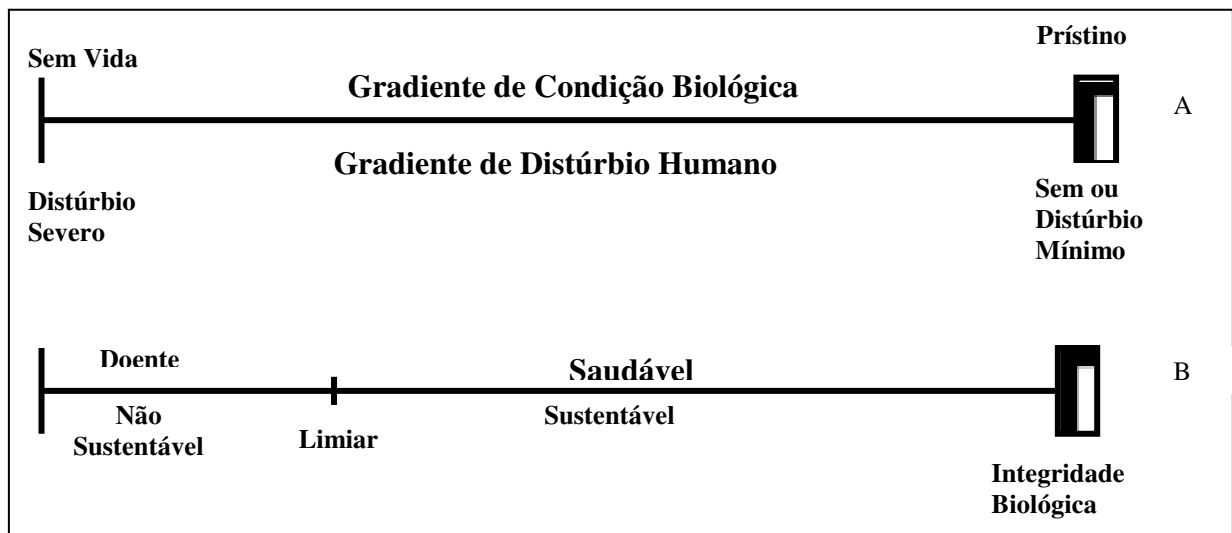 Prístino
Sem Vida
Gradiente de Condição Biológica
A
Gradiente de Distúrbio Humano
Distúrbio
Severo
Sem ou
Distúrbio
Mínimo
Doente
Saudável
B
Não
Sustentável
Limiar
Sustentável
Integridade
Biológica